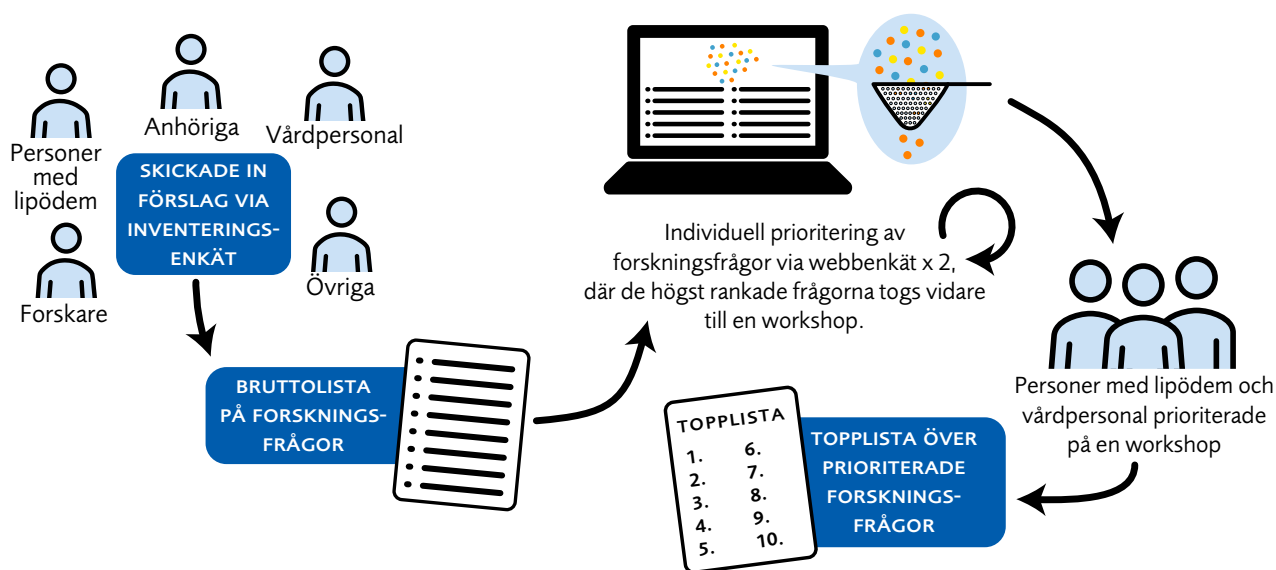 Personer
med
lipödem
Anhöriga
Vårdpersonal
Forskare
Övriga
SKICKADE IN
FÖRSLAG VIA
INVENTERINGS-
ENKÄT
BRUTTOLISTA
PÅ FORSKNINGS-
FRÅGOR
Individuell prioritering av
forskningsfrågor via webbenkät x 2,
där de högst rankade frågorna togs vidare
till en workshop.
Personer med lipödem och
vårdpersonal prioriterade
på en workshop
TOPPLISTA
1.
2.
3.
4.
5.
6.
7.
8.
9.
10.
TOPPLISTA ÖVER
PRIORITERADE
FORSKNINGS-
FRÅGOR